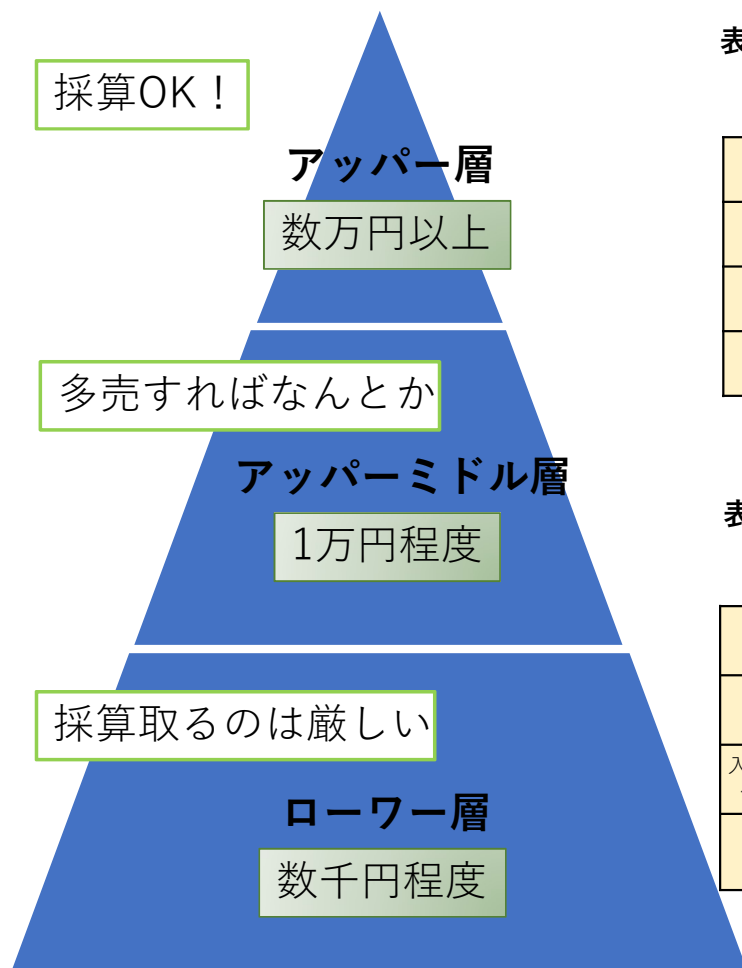 採算OK!
アッパー層
数万円以上
多売すればなんとか
アッパーミドル層
1万円程度
採算取るのは厳しい
ローワー層
数千円程度
表
表